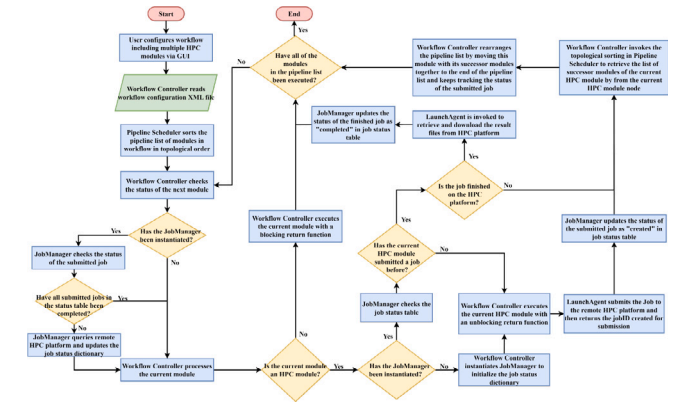 Start
User configures workflow
including multiple HPC
modules via GUI
Workflow Controller reads
workflow configuration XML file
Pipeline Scheduler sorts the
pipeline list of modules in
workflow in topological order
Workflow Controller checks
the status of the next module
Has the JobManager
been instantiated?
Yes
No
JobManager checks the status
of the submitted job
Have all submitted jobs in
the status table been
completed?
Yes
No
JobManager queries remote
HPC platform and updates the
job status dictionary
Workflow Controller processes
the current module
End
Yes
Have all of the
modules
in the pipeline list
been executed?
No
Workflow Controller executes
the current module with a
blocking return function
No
Is the current module
an HPC module?
Yes
Has the JobManager
been instantiated?
Yes
No
Workflow Controller
instantiates JobManager to
initialize the job status
dictionary
JobManager checks the
job status table
Has the current
HPC module
submitted a job
before?
Yes
No
Workflow Controller executes
the current HPC module with
an unblocking return function
LaunchAgent submits the Job to
the remote HPC platform and
then returns the jobID created for
submission
JobManager updates the status of
the submitted job as "created" in
job status table
Is the job finished
on the HPC
platform?
Yes
No
LaunchAgent is invoked to
retrieve and download the result
files from HPC platform
JobManager updates the
status of the finished job as
"completed" in job status
table
Workflow Controller invokes the
topological sorting in Pipeline
Scheduler to retrieve the list of
successor modules of the current
HPC module by from the current
HPC module node
Workflow Controller rearranges
the pipeline list by moving this
module with its successor modules
together to the end of the pipeline
list and keeps tracking the status
of the submitted job